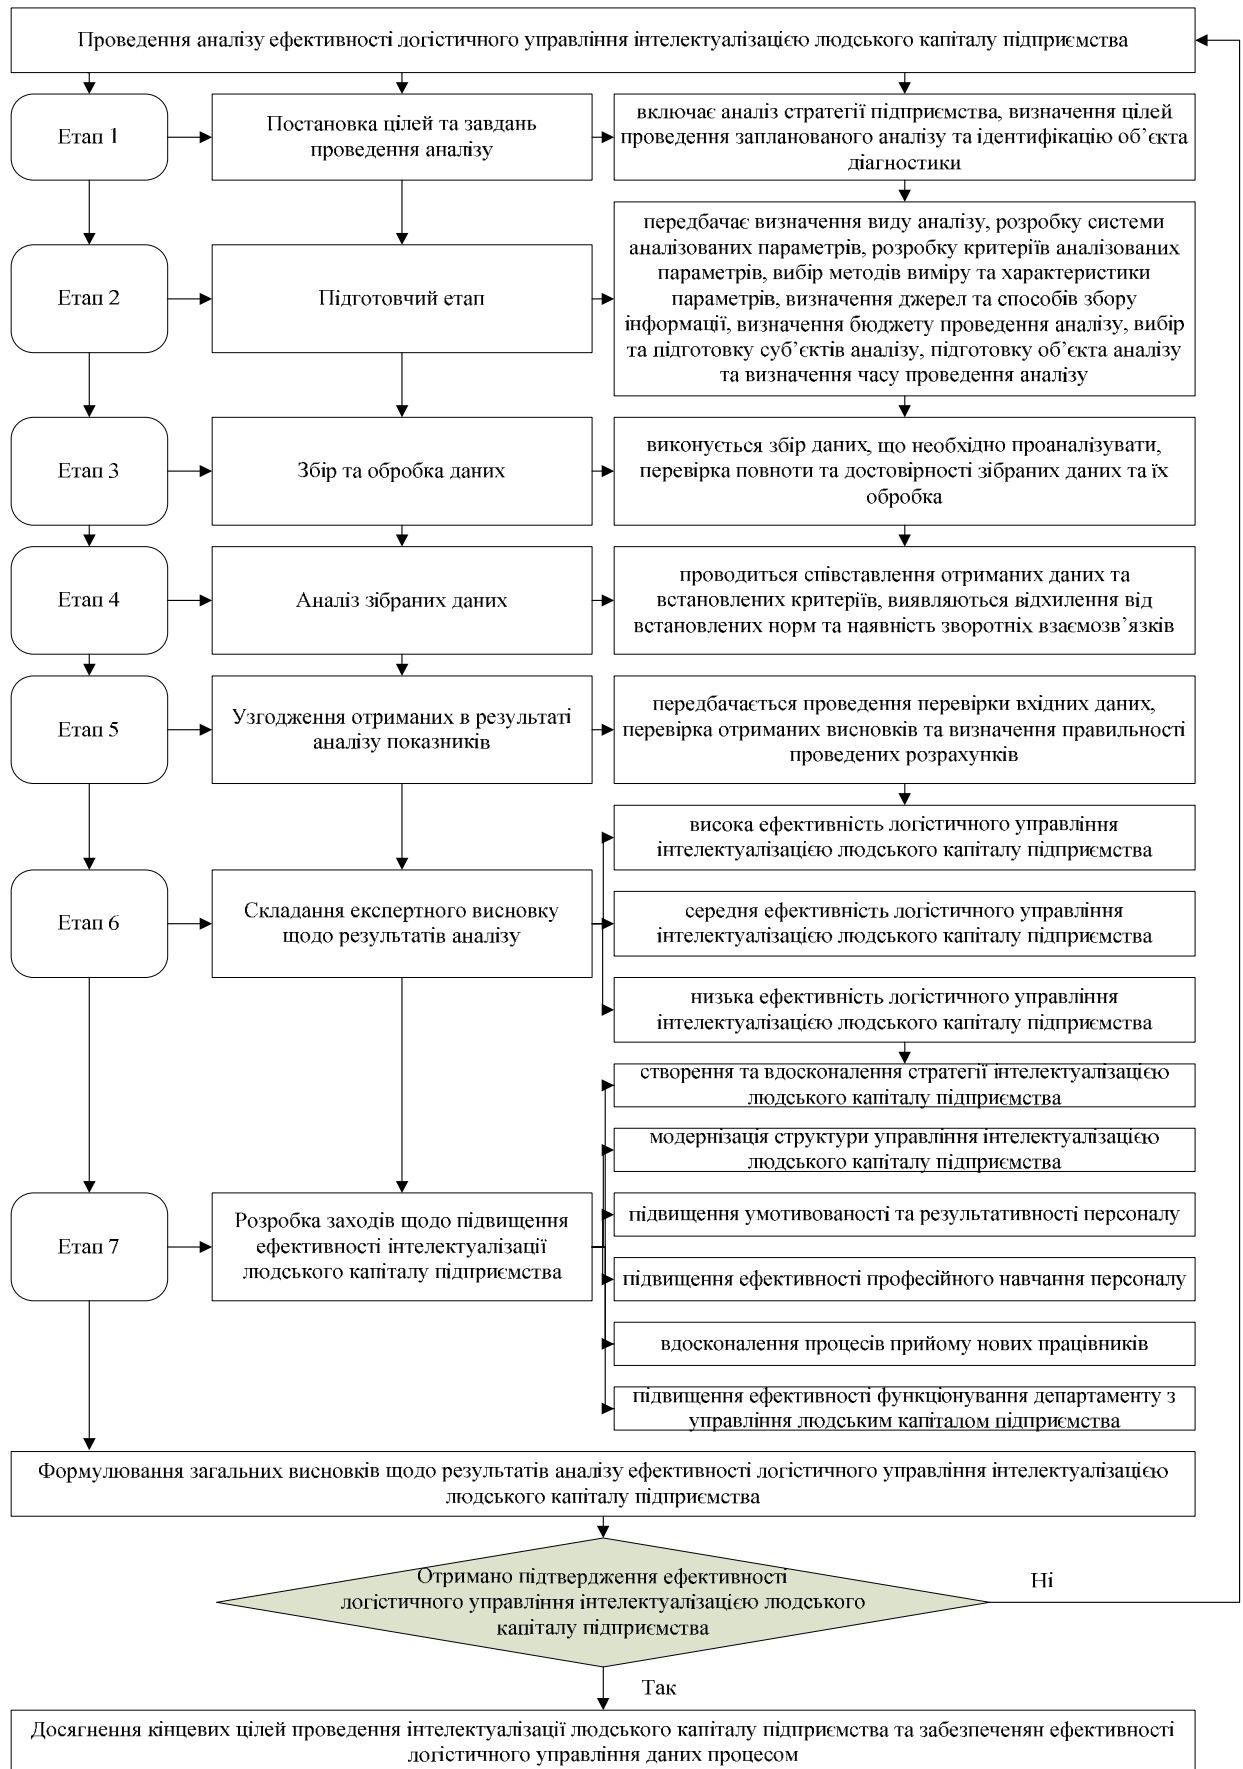 Проведення аналізу ефективності логістичного управління інтелектуалізацією людського капіталу підприємства
Етап 1
Постановка цілей та завдань
проведення аналізу
включає аналіз стратегії підприємства, визначення цілей
проведення запланованого аналізу та ідентифікацію об’єкта
діагностики
Етап 2
Підготовчий етап
передбачає визначення виду аналізу, розробку системи
аналізованих параметрів, розробку критеріїв аналізованих
параметрів, вибір методів виміру та характеристики
параметрів, визначення джерел та способів збору
інформації, визначення бюджету проведення аналізу, вибір
та підготовку суб’єктів аналізу, підготовку об’єкта аналізу
та визначення часу проведення аналізу
Етап 3
Збір та обробка даних
виконується збір даних, що необхідно проаналізувати,
перевірка повноти та достовірності зібраних даних та їх
обробка
Етап 4
Аналіз зібраних даних
проводиться співставлення отриманих даних та
встановлених критеріїв, виявляються відхилення від
встановлених норм та наявність зворотніх взаємозв’язків
Етап 5
Узгодження отриманих в результаті
аналізу показників
передбачається проведення перевірки вхідних даних,
перевірка отриманих висновків та визначення правильності
проведених розрахунків
Етап 6
Складання експертного висновку
щодо результатів аналізу
висока ефективність логістичного управління
інтелектуалізацією людського капіталу підприємства
середня ефективність логістичного управління
інтелектуалізацією людського капіталу підприємства
низька ефективність логістичного управління
інтелектуалізацією людського капіталу підприємства
Етап 7
Розробка заходів щодо підвищення
ефективності інтелектуалізації
людського капіталу підприємства
створення та вдосконалення стратегії інтелектуалізацією
людського капіталу підприємства
модернізація структури управління інтелектуалізацією
людського капіталу підприємства
підвищення умотивованості та результативності персоналу
підвищення ефективності професійного навчання персоналу
вдосконалення процесів прийому нових працівників
підвищення ефективності функціонування департаменту з
управління людським капіталом підприємства
Формулювання загальних висновків щодо результатів аналізу ефективності логістичного управління інтелектуалізацією
людського капіталу підприємства
Отримано підтвердження ефективності
логістичного управління інтелектуалізацією людського
капіталу підприємства
Ні
Так
Досягнення кінцевих цілей проведення інтелектуалізації людського капіталу підприємства та забезпеченян ефективності
логістичного управління даних процесом